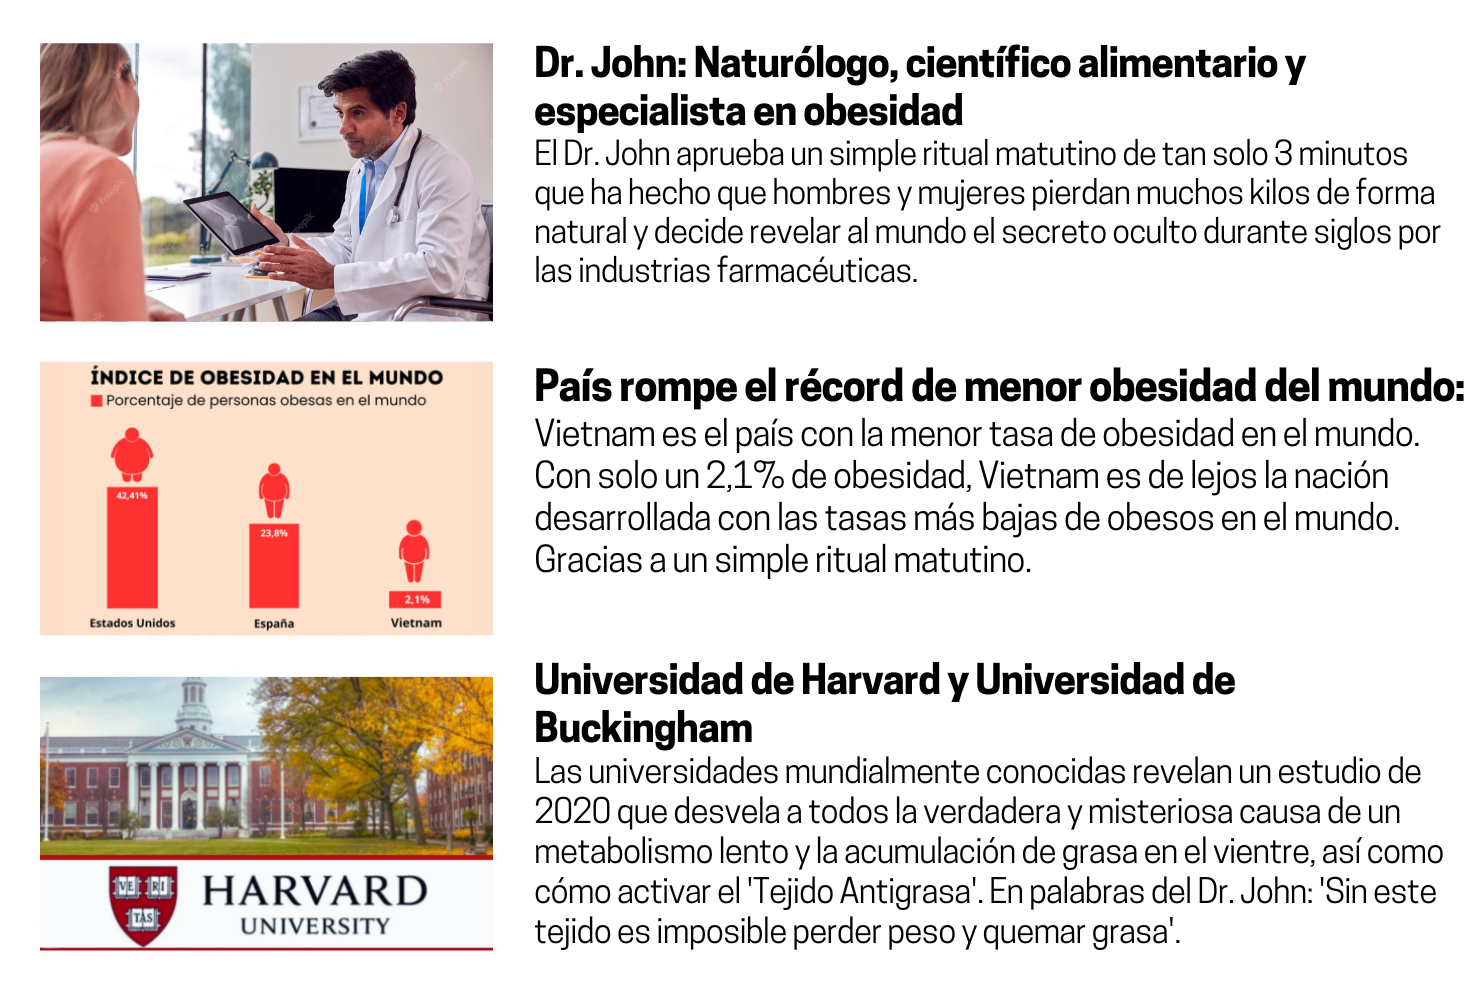 Dr. John: Naturólogo, científico alimentario y
especialista en obesidad
El Dr. John aprueba un simple ritual matutino de tan solo 3 minutos
que ha hecho que hombres y mujeres pierdan muchos kilos de forma
natural y decide revelar al mundo el secreto oculto durante siglos por
las industrias farmacéuticas.
ÍNDICE DE OBESIDAD EN EL MUNDO
Porcentaje de personas obesas en el mundo
42,41%
23,8%
2,1%
Estados Unidos
España
Vietnam
País rompe el récord de menor obesidad del mundo:
Vietnam es el país con la menor tasa de obesidad en el mundo.
Con solo un 2,1% de obesidad, Vietnam es de lejos la nación
desarrollada con las tasas más bajas de obesos en el mundo.
Gracias a un simple ritual matutino.
VE RI
TAS
HARVARD
UNIVERSITY
Universidad de Harvard y Universidad de
Buckingham
Las universidades mundialmente conocidas revelan un estudio de
2020 que desvela a todos la verdadera y misteriosa causa de un
metabolismo lento y la acumulación de grasa en el vientre, así como
cómo activar el 'Tejido Antigrasa'. En palabras del Dr. John: 'Sin este
tejido es imposible perder peso y quemar grasa'.